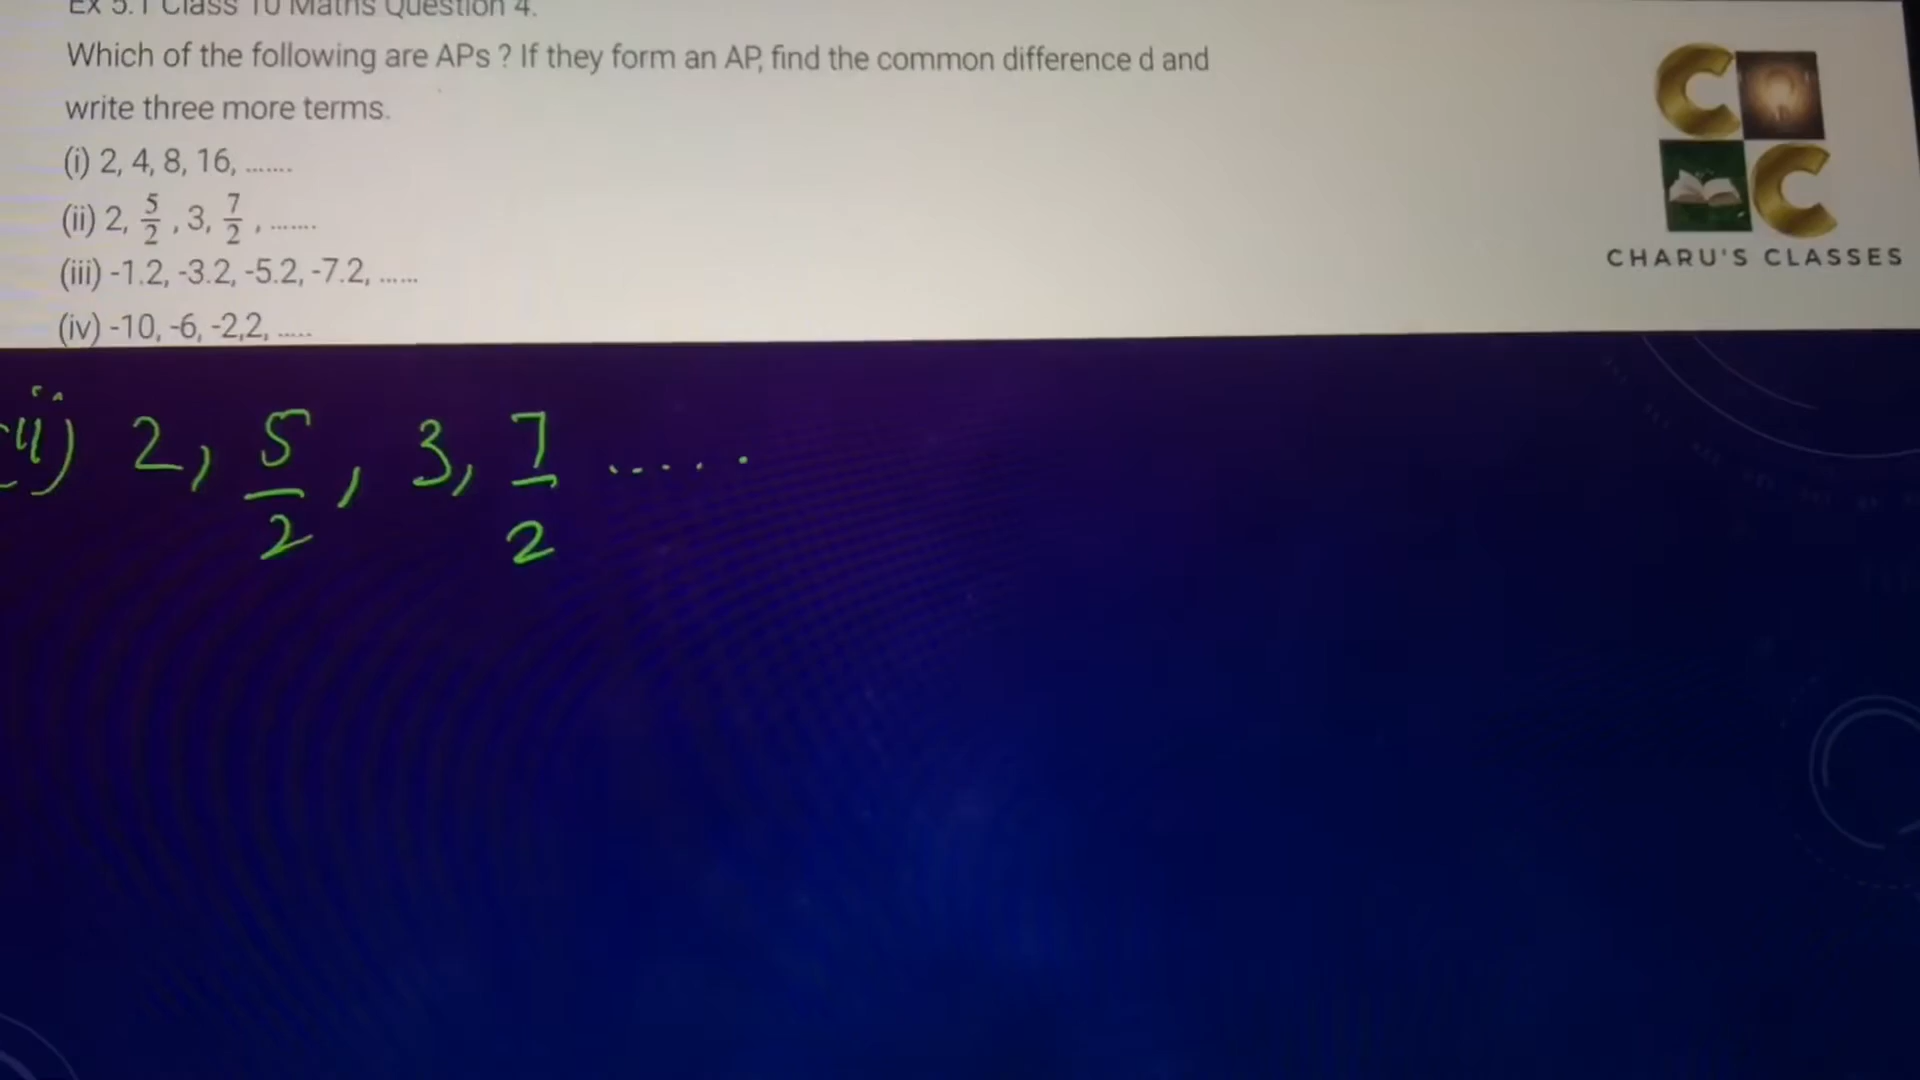 Ex 5.1 Class 10 Maths Question 4.
Which of the following are APs ? If they form an AP, find the common difference d and
write three more terms.
(i) 2, 4, 8, 16, .......
(ii) 2, 5/2 , 3, 7/2 , .......
(iii) -1.2, -3.2, -5.2, -7.2, ......
(iv) -10, -6, -2,2, .....
CHARU'S CLASSES
(ii) 2, 5/2 , 3, 7/2 .....